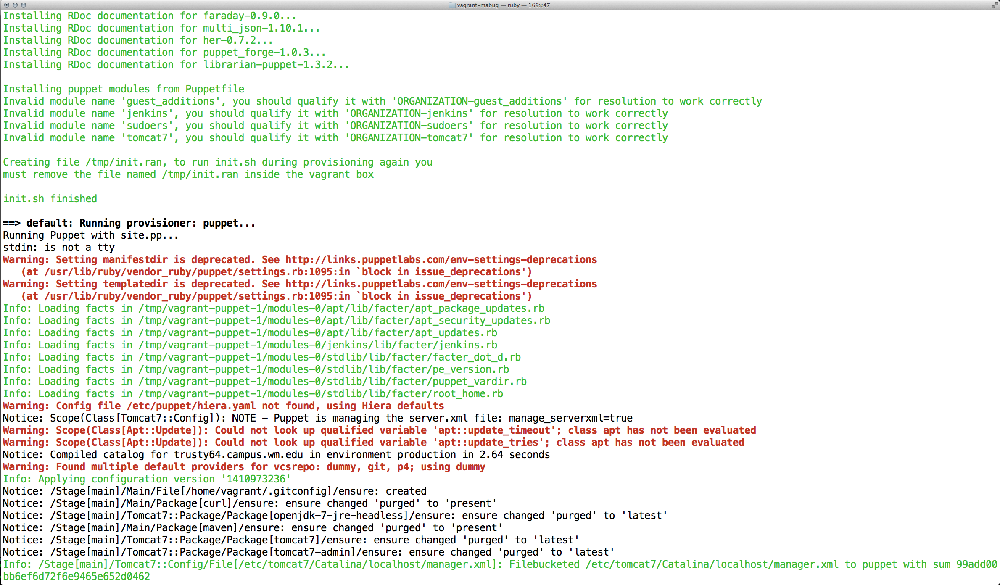 vagrant-mabug — ruby — 169×47
Installing RDoc documentation for faraday-0.9.0...
Installing RDoc documentation for multi_json-1.10.1...
Installing RDoc documentation for her-0.7.2...
Installing RDoc documentation for puppet_forge-1.0.3...
Installing RDoc documentation for librarian-puppet-1.3.2...
Installing puppet modules from Puppetfile
Invalid module name 'guest_additions', you should qualify it with 'ORGANIZATION-guest_additions' for resolution to work correctly
Invalid module name 'jenkins', you should qualify it with 'ORGANIZATION-jenkins' for resolution to work correctly
Invalid module name 'sudoers', you should qualify it with 'ORGANIZATION-sudoers' for resolution to work correctly
Invalid module name 'tomcat7', you should qualify it with 'ORGANIZATION-tomcat7' for resolution to work correctly
Creating file /tmp/init.ran, to run init.sh during provisioning again you
must remove the file named /tmp/init.ran inside the vagrant box
init.sh finished
==> default: Running provisioner: puppet...
Running Puppet with site.pp...
stdin: is not a tty
Warning: Setting manifestdir is deprecated. See http://links.puppetlabs.com/env-settings-deprecations
   (at /usr/lib/ruby/vendor_ruby/puppet/settings.rb:1095:in `block in issue_deprecations')
Warning: Setting templatedir is deprecated. See http://links.puppetlabs.com/env-settings-deprecations
   (at /usr/lib/ruby/vendor_ruby/puppet/settings.rb:1095:in `block in issue_deprecations')
Info: Loading facts in /tmp/vagrant-puppet-1/modules-0/apt/lib/facter/apt_package_updates.rb
Info: Loading facts in /tmp/vagrant-puppet-1/modules-0/apt/lib/facter/apt_security_updates.rb
Info: Loading facts in /tmp/vagrant-puppet-1/modules-0/apt/lib/facter/apt_updates.rb
Info: Loading facts in /tmp/vagrant-puppet-1/modules-0/jenkins/lib/facter/jenkins.rb
Info: Loading facts in /tmp/vagrant-puppet-1/modules-0/stdlib/lib/facter/facter_dot_d.rb
Info: Loading facts in /tmp/vagrant-puppet-1/modules-0/stdlib/lib/facter/pe_version.rb
Info: Loading facts in /tmp/vagrant-puppet-1/modules-0/stdlib/lib/facter/puppet_vardir.rb
Info: Loading facts in /tmp/vagrant-puppet-1/modules-0/stdlib/lib/facter/root_home.rb
Warning: Config file /etc/puppet/hiera.yaml not found, using Hiera defaults
Notice: Scope(Class[Tomcat7::Config]): NOTE - Puppet is managing the server.xml file: manage_serverxml=true
Warning: Scope(Class[Apt::Update]): Could not look up qualified variable 'apt::update_timeout'; class apt has not been evaluated
Warning: Scope(Class[Apt::Update]): Could not look up qualified variable 'apt::update_tries'; class apt has not been evaluated
Notice: Compiled catalog for trusty64.campus.wm.edu in environment production in 2.64 seconds
Warning: Found multiple default providers for vcsrepo: dummy, git, p4; using dummy
Info: Applying configuration version '1410973236'
Notice: /Stage[main]/Main/File[/home/vagrant/.gitconfig]/ensure: created
Notice: /Stage[main]/Main/Package[curl]/ensure: ensure changed 'purged' to 'present'
Notice: /Stage[main]/Tomcat7::Package/Package[openjdk-7-jre-headless]/ensure: ensure changed 'purged' to 'latest'
Notice: /Stage[main]/Main/Package[maven]/ensure: ensure changed 'purged' to 'present'
Notice: /Stage[main]/Tomcat7::Package/Package[tomcat7]/ensure: ensure changed 'purged' to 'latest'
Notice: /Stage[main]/Tomcat7::Package/Package[tomcat7-admin]/ensure: ensure changed 'purged' to 'latest'
Info: /Stage[main]/Tomcat7::Config/File[/etc/tomcat7/Catalina/localhost/manager.xml]: Filebucketed /etc/tomcat7/Catalina/localhost/manager.xml to puppet with sum 99add00
bb6ef6d72f6e9465e652d0462